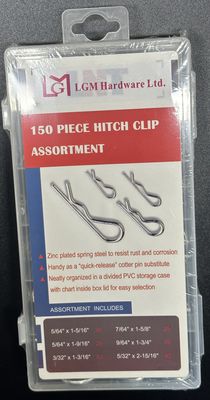 LGM
LGM Hardware Ltd.
150 PIECE HITCH CLIP
ASSORTMENT
Zinc plated spring steel to resist rust and corrosion
Handy as a "quick-release" cotter pin substitute
Neatly organized in a divided PVC storage case
with chart inside box lid for easy selection
ASSORTMENT INCLUDES
5/64" x 1-5/16"
7/64" x 1-5/8"
5/64" x 1-9/16"
9/64" x 1-3/4"
3/32" x 1-3/16"
5/32" x 2-15/16"